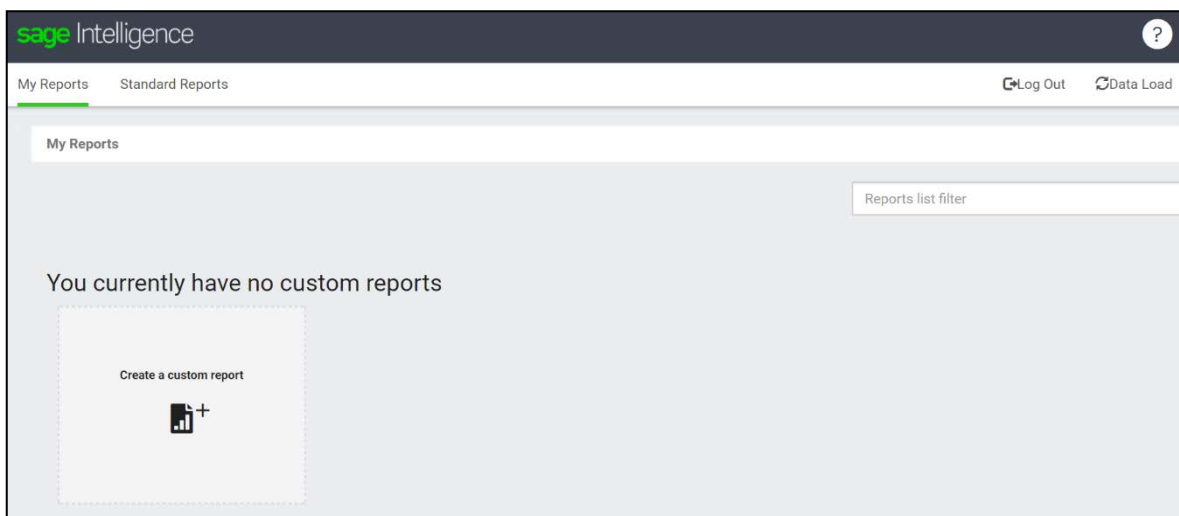 sage Intelligence
?
My Reports Standard Reports Log Out Data Load
My Reports
Reports list filter
You currently have no custom reports
Create a custom report